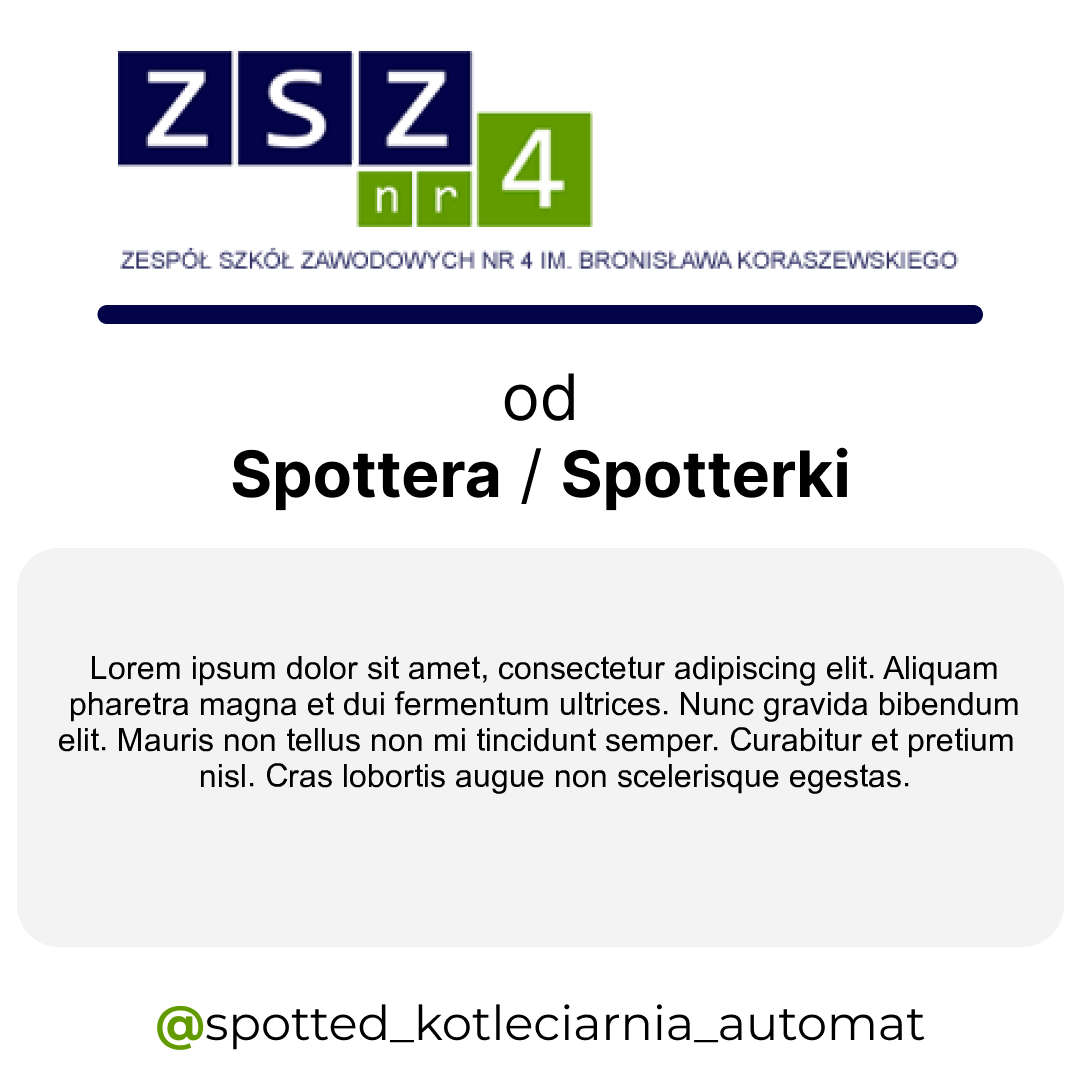 ZSZ
nr 4
ZESPÓŁ SZKÓŁ ZAWODOWYCH NR 4 IM. BRONISŁAWA KORASZEWSKIEGO
od
Spottera / Spotterki
Lorem ipsum dolor sit amet, consectetur adipiscing elit. Aliquam
pharetra magna et dui fermentum ultrices. Nunc gravida bibendum
elit. Mauris non tellus non mi tincidunt semper. Curabitur et pretium
nisl. Cras lobortis augue non scelerisque egestas.
@spotted_kotleciarnia_automat